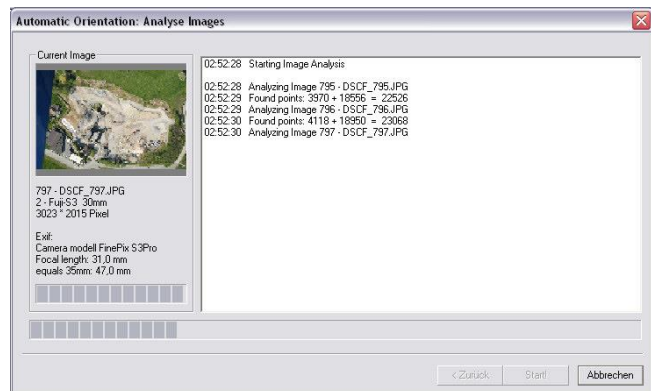 Automatic Orientation: Analyse Images
Current Image
797 - DSCF_797.JPG
2 - Fuji-S3 30mm
3023 * 2015 Pixel
Exif:
Camera modell FinePix S3Pro
Focal length: 31,0 mm
equals 35mm: 47,0 mm
02:52:28 Starting Image Analysis
02:52:28 Analyzing Image 795 - DSCF_795.JPG
02:52:29 Found points: 3970 + 18556 = 22526
02:52:29 Analyzing Image 796 - DSCF_796.JPG
02:52:30 Found points: 4118 + 18950 = 23068
02:52:30 Analyzing Image 797 - DSCF_797.JPG
< Zurück Start! Abbrechen